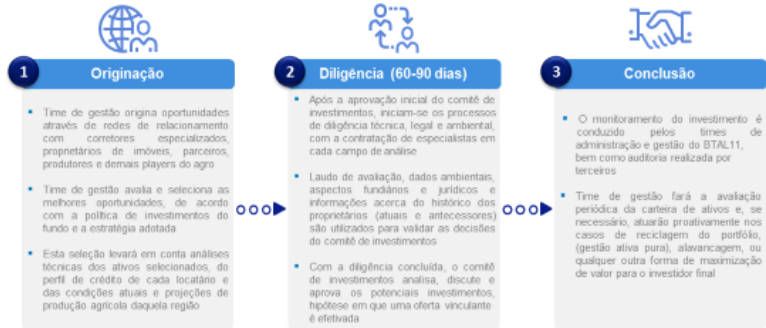 1
Originação
Time de gestão origina oportunidades
através de redes de relacionamento
com corretores especializados,
proprietários de imóveis, parceiros,
produtores e demais players do agro
Time de gestão avalia e seleciona as
melhores oportunidades, de acordo
com a política de investimentos do
fundo e a estratégia adotada
Esta seleção levará em conta análises
técnicas dos ativos selecionados, do
perfil de crédito de cada locatário e
das condições atuais e projeções de
produção agrícola daquela região
2
Diligência (60-90 dias)
Após a aprovação inicial do comitê de
investimentos, iniciam-se os processos
de diligência técnica, legal e ambiental,
com a contratação de especialistas em
cada campo de análise
Laudo de avaliação, dados ambientais,
aspectos fundiários e jurídicos e
informações acerca do histórico dos
proprietários (atuais e antecessores)
são utilizados para validar as decisões
do comitê de investimentos
Com a diligência concluída, o comitê
de investimentos analisa, discute e
aprova os potenciais investimentos,
hipótese em que uma oferta vinculante
é efetivada
3
Conclusão
O monitoramento do investimento é
conduzido pelos times de
administração e gestão do BTAL11,
bem como auditoria realizada por
terceiros
Time de gestão fará a avaliação
periódica da carteira de ativos e, se
necessário, atuarão proativamente nos
casos de reciclagem do portfólio,
(gestão ativa pura), alavancagem, ou
qualquer outra forma de maximização
de valor para o investidor final